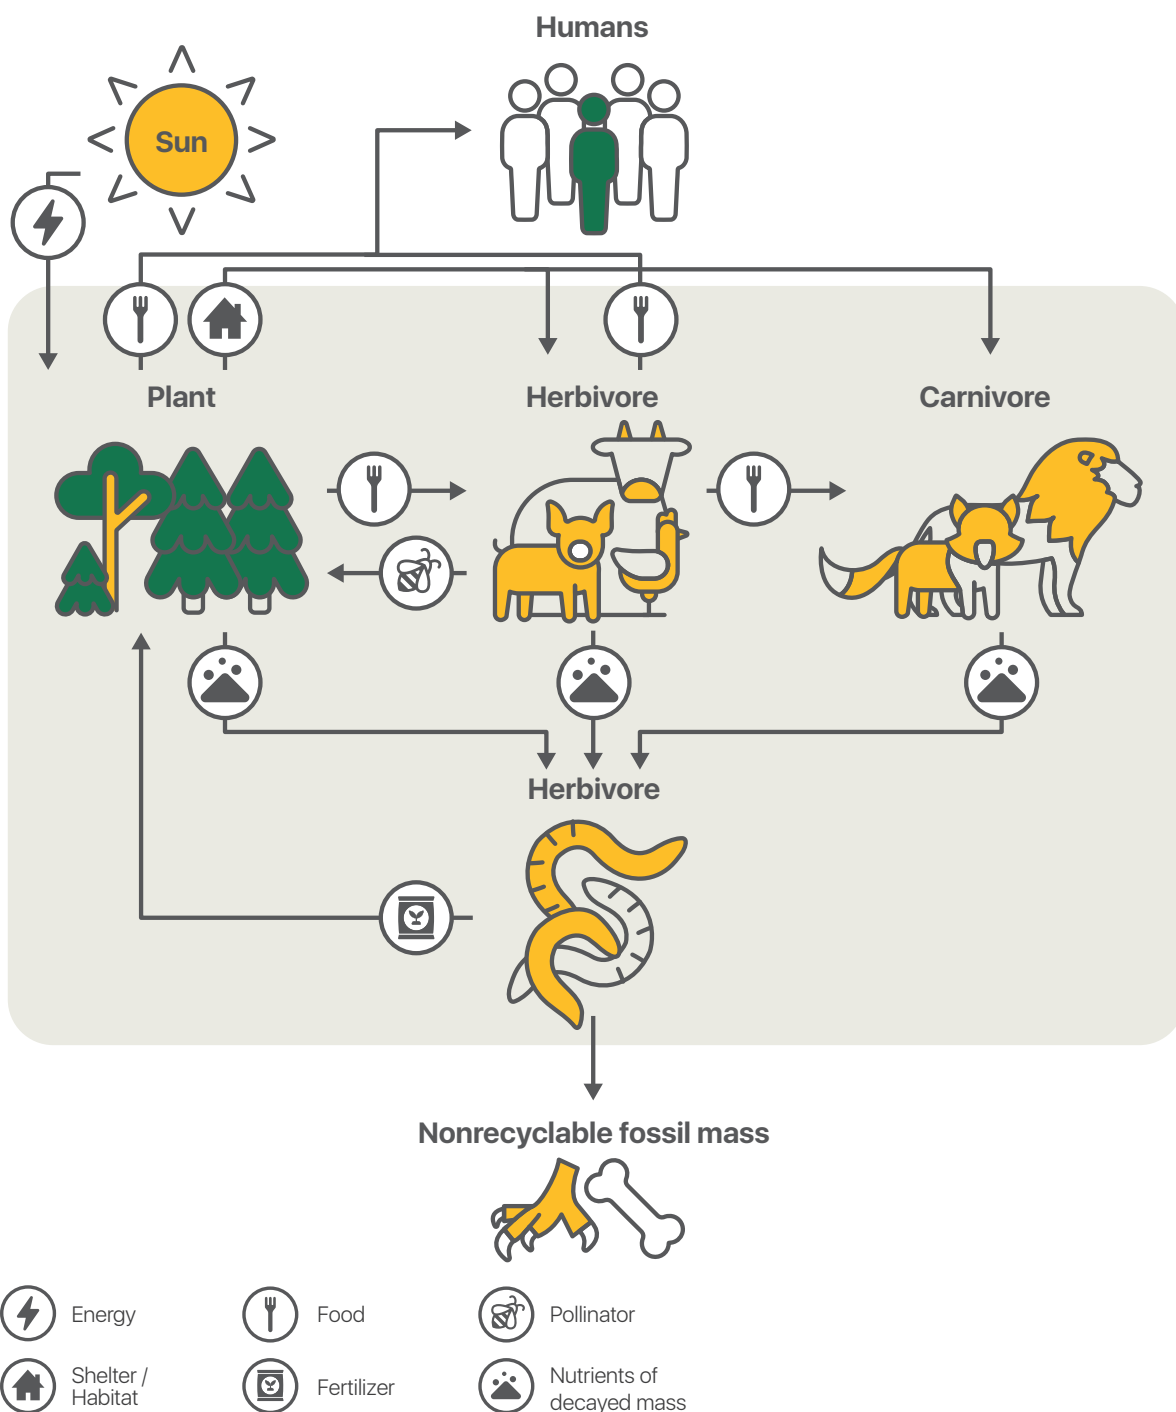 Humans
Sun
Plant
Herbivore
Carnivore
Herbivore
Nonrecyclable fossil mass
Energy
Food
Pollinator
Shelter /
Habitat
Fertilizer
Nutrients of
decayed mass